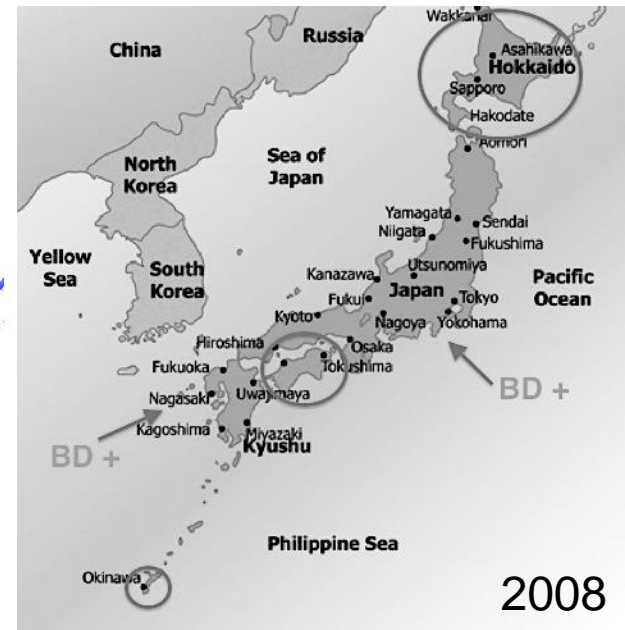 Wakkanai
Russia
China
Asahikawa
Hokkaido
Sapporo
Hakodate
Aomori
North
Korea
Sea of
Japan
Yamagata
Sendai
Niigata
Fukushima
Yellow
Sea
South
Korea
Utsunomiya
Kanazawa
Japan
Pacific
Ocean
Fukui
Tokyo
Kyoto
Nagoya
Yokohama
Hiroshima
Osaka
Fukuoka
Tokushima
Nagasaki
Uwajimaya
BD +
Kagoshima
Miyazaki
Kyushu
BD +
Philippine Sea
Okinawa
2008